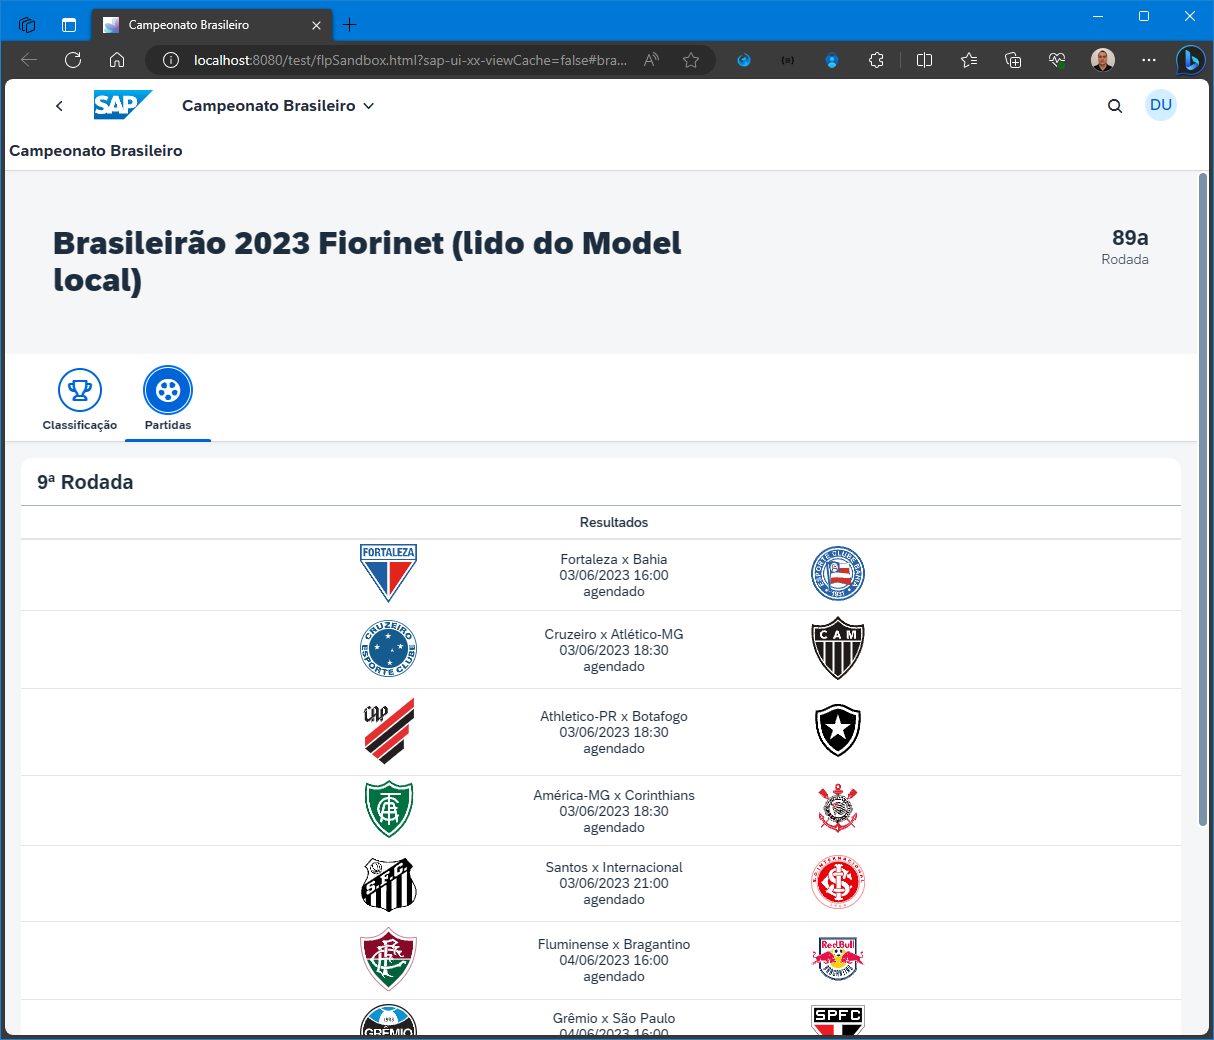 Campeonato Brasileiro
localhost:8080/test/flpSandbox.html?sap-ui-xx-viewCache=false#bra...
SAP
Campeonato Brasileiro
DU
Campeonato Brasileiro
Brasileirão 2023 Fiorinet (lido do Model
local)
89a
Rodada
Classificação
Partidas
9ª Rodada
Resultados
FORTALEZA
Fortaleza x Bahia
03/06/2023 16:00
agendado
ESPORTE CLUBE BAHIA
1931
CRUZEIRO
ESPORTE CLUBE
Cruzeiro x Atlético-MG
03/06/2023 18:30
agendado
CAM
CAP
Athletico-PR x Botafogo
03/06/2023 18:30
agendado
América-MG x Corinthians
03/06/2023 18:30
agendado
S.F.C.
Santos x Internacional
03/06/2023 21:00
agendado
Fluminense x Bragantino
04/06/2023 16:00
agendado
Red Bull
BRAGANTINO
GRÊMIO
Grêmio x São Paulo
04/06/2023 16:00
SPFC